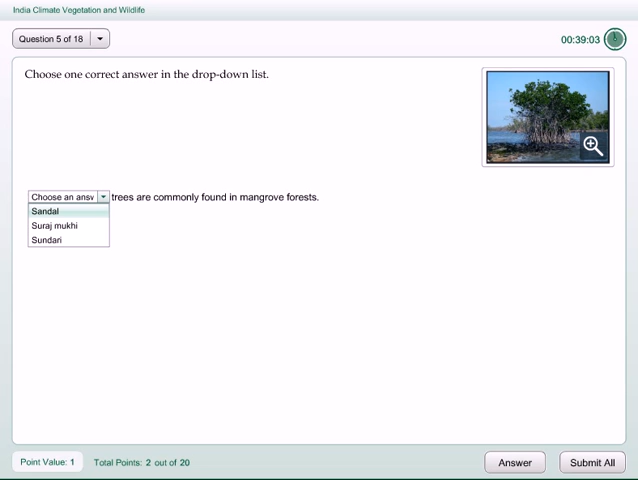 India Climate Vegetation and Wildlife
Question 5 of 18
00:39:03
Choose one correct answer in the drop-down list.
Choose an answ trees are commonly found in mangrove forests.
Sandal
Suraj mukhi
Sundari
Point Value: 1 Total Points: 2 out of 20
Answer Submit All